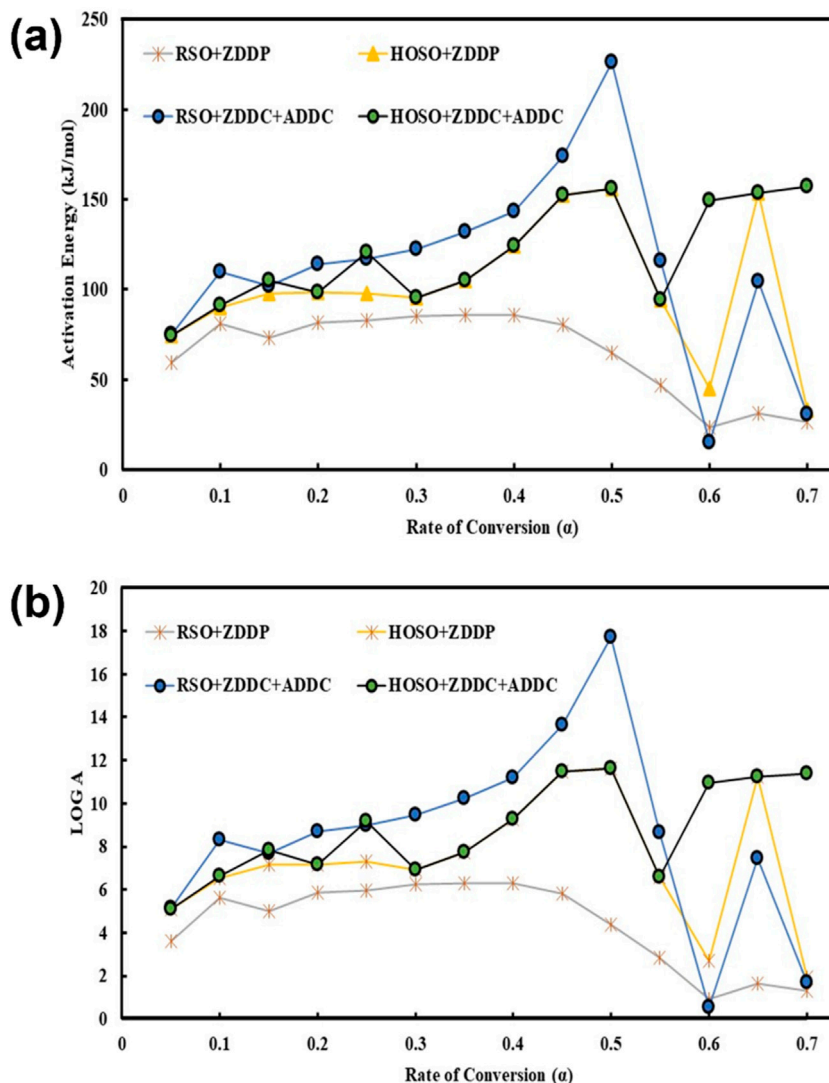 (a)
250
200
150
100
50
0
Activation Energy (kJ/mol)
RSO+ZDDP
HOSO+ZDDP
RSO+ZDDC+ADDC
HOSO+ZDDC+ADDC
0 0.1 0.2 0.3 0.4 0.5 0.6 0.7
Rate of Conversion (α)
(b)
20
18
16
14
12
10
8
6
4
2
0
LOG A
RSO+ZDDP
HOSO+ZDDP
RSO+ZDDC+ADDC
HOSO+ZDDC+ADDC
0 0.1 0.2 0.3 0.4 0.5 0.6 0.7
Rate of Conversion (α)